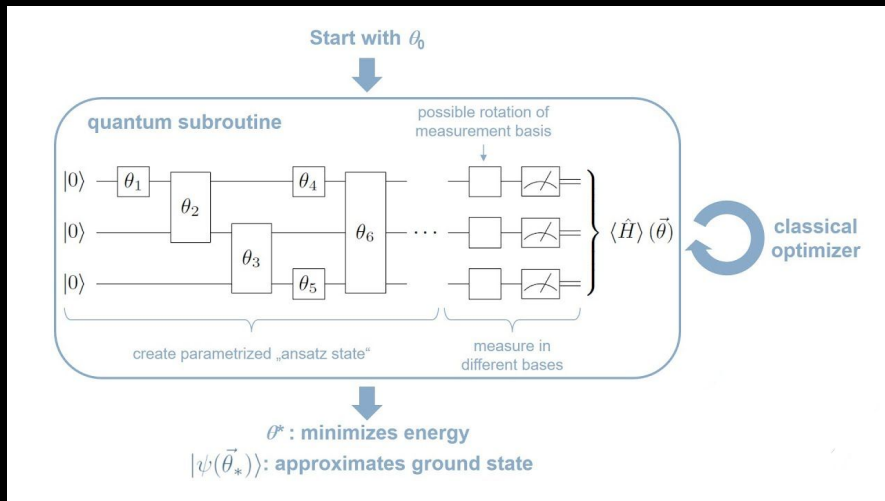 Start with θ₀
quantum subroutine
possible rotation of
measurement basis
|0⟩ θ₁ θ₄
θ₂
|0⟩ θ₃ θ₆ ··· ⟨Ĥ⟩ (θ⃗)
|0⟩ θ₅
classical
optimizer
create parametrized „ansatz state“
measure in
different bases
θ* : minimizes energy
|ψ(θ⃗*)⟩: approximates ground state